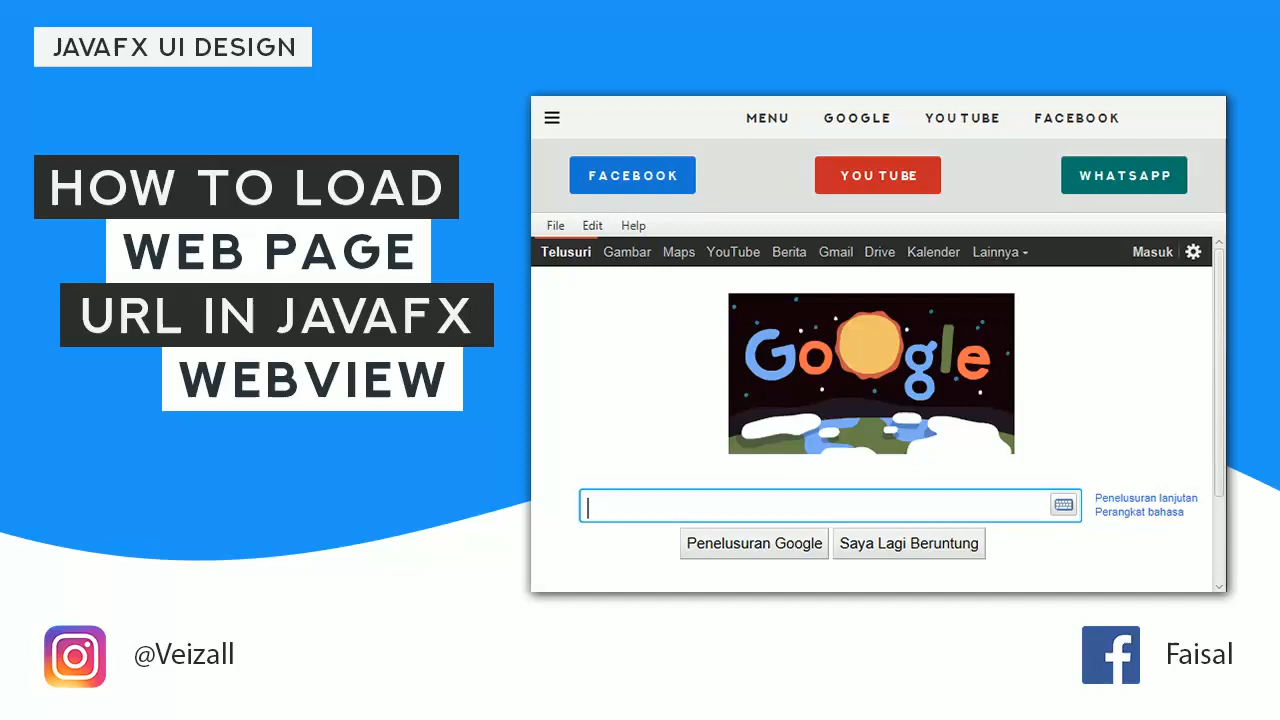 JAVAFX UI DESIGN
HOW TO LOAD
WEB PAGE
URL IN JAVAFX
WEBVIEW
MENU GOOGLE YOUTUBE FACEBOOK
FACEBOOK YOUTUBE WHATSAPP
File Edit Help
Telusuri Gambar Maps YouTube Berita Gmail Drive Kalender Lainnya Masuk
Google
Penelusuran lanjutan
Perangkat bahasa
Penelusuran Google Saya Lagi Beruntung
@Veizall
Faisal